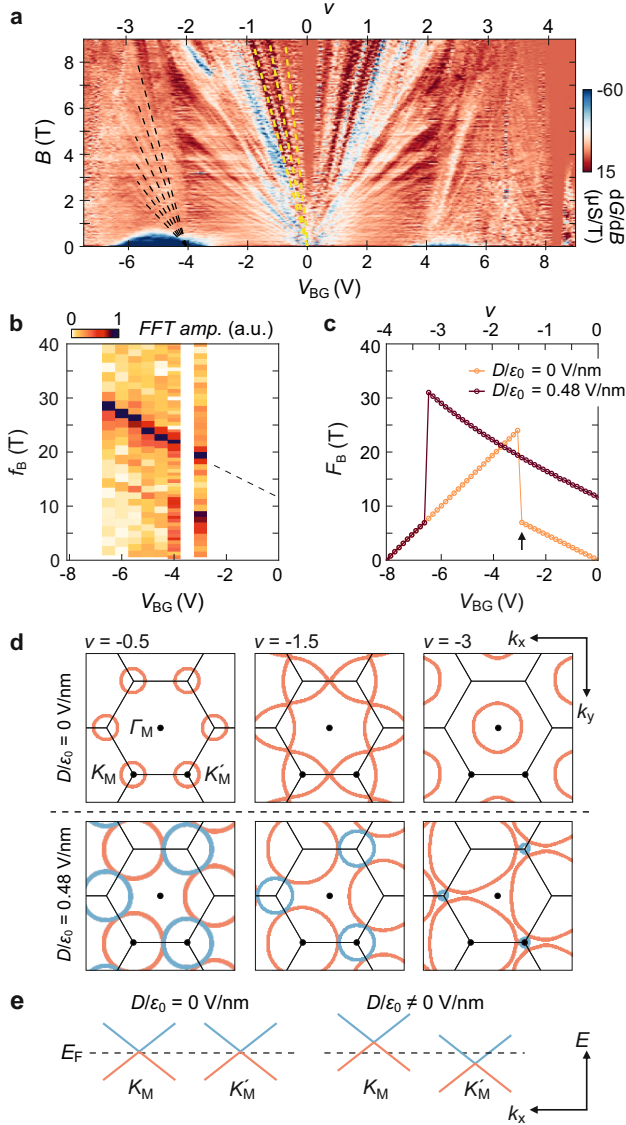 a
ν
-3 -2 -1 0 1 2 3 4
B (T)
8
6
4
2
0
-6 -4 -2 0 2 4 6 8
V_BG (V)
-60
15
dG/dB
(μS/T)
b
0 1 FFT amp. (a.u.)
f_B (T)
40
30
20
10
0
-8 -6 -4 -2 0
V_BG (V)
c
ν
-4 -3 -2 -1 0
D/ε₀ = 0 V/nm
D/ε₀ = 0.48 V/nm
F_B (T)
40
30
20
10
0
-8 -6 -4 -2 0
V_BG (V)
d
ν = -0.5 ν = -1.5 ν = -3
k_x
k_y
D/ε₀ = 0 V/nm
Γ_M
K_M K′_M
D/ε₀ = 0.48 V/nm
e
D/ε₀ = 0 V/nm D/ε₀ ≠ 0 V/nm
E_F
K_M K′_M K_M K′_M
E
k_x